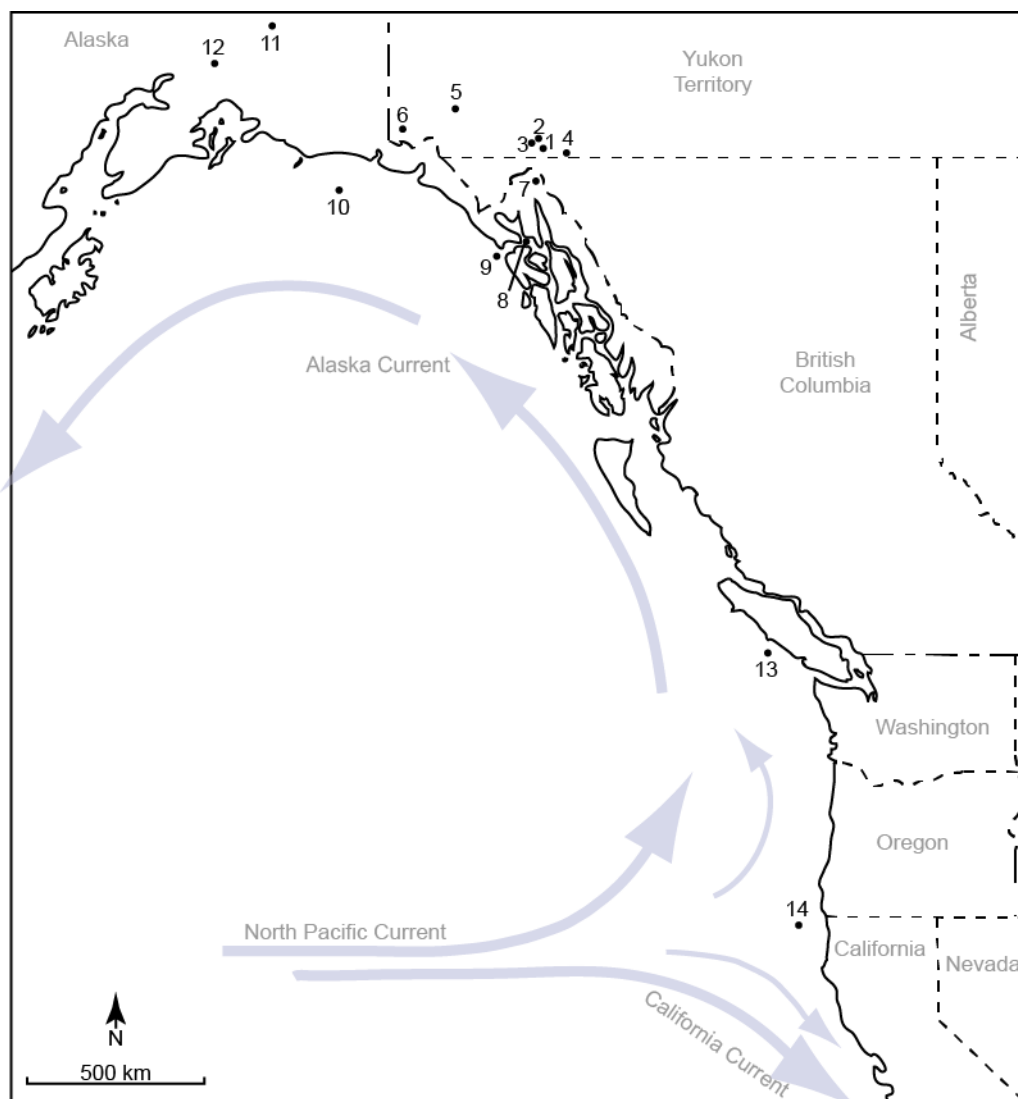 Alaska
11
12
Yukon
Territory
5
6
2
3
1
4
7
10
9
8
Alaska Current
British
Columbia
Alberta
13
Washington
Oregon
14
North Pacific Current
California
Nevada
California Current
N
500 km